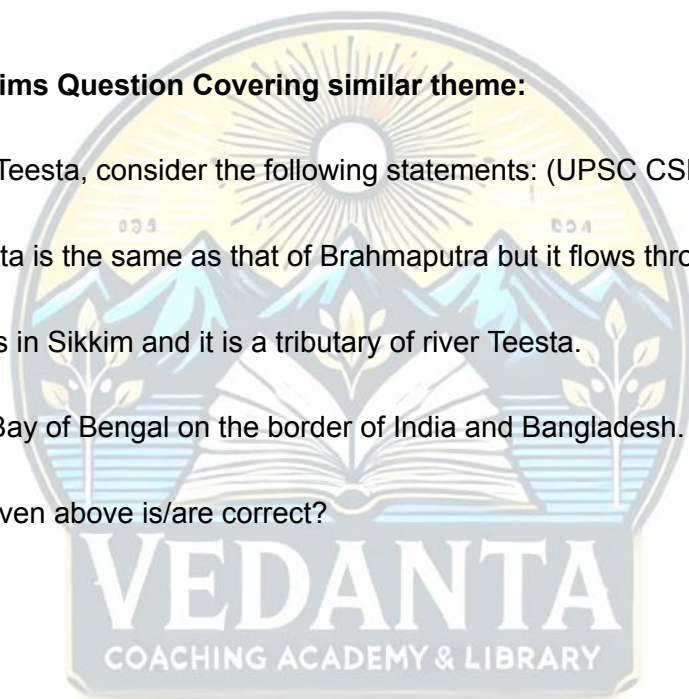 ims Question Covering similar theme:
Teesta, consider the following statements: (UPSC CS
ta is the same as that of Brahmaputra but it flows thro
s in Sikkim and it is a tributary of river Teesta.
Bay of Bengal on the border of India and Bangladesh.
ven above is/are correct?
VEDANTA
COACHING ACADEMY & LIBRARY